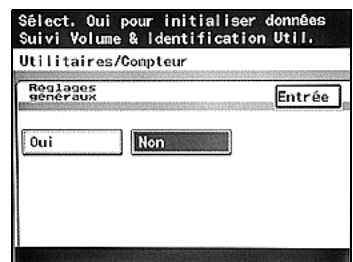 Sélect. Oui pour initialiser données
Suivi Volume & Identification Util.
Utilitaires/Compteur
Réglages
généraux
Entrée
Oui
Non